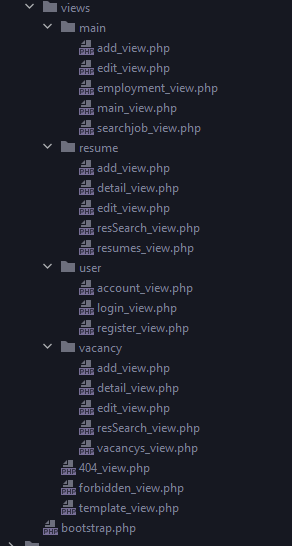 views
main
add_view.php
edit_view.php
employment_view.php
main_view.php
searchjob_view.php
resume
add_view.php
detail_view.php
edit_view.php
resSearch_view.php
resumes_view.php
user
account_view.php
login_view.php
register_view.php
vacancy
add_view.php
detail_view.php
edit_view.php
resSearch_view.php
vacancys_view.php
404_view.php
forbidden_view.php
template_view.php
bootstrap.php